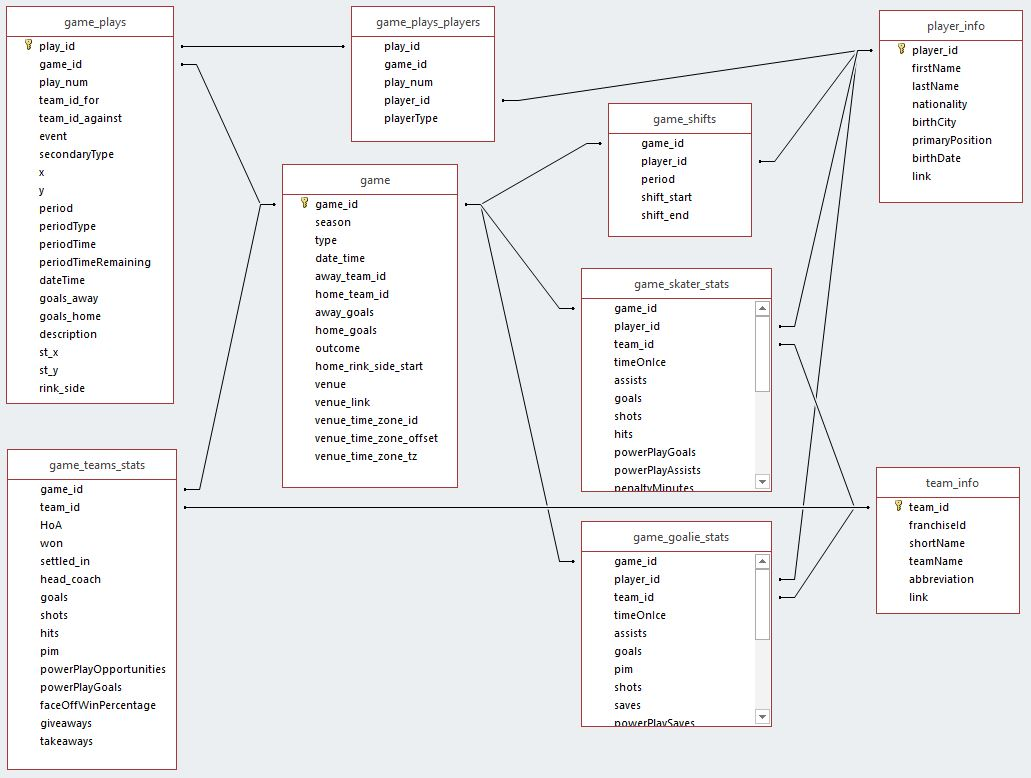 game_plays
play_id
game_id
play_num
team_id_for
team_id_against
event
secondaryType
x
y
period
periodType
periodTime
periodTimeRemaining
dateTime
goals_away
goals_home
description
st_x
st_y
rink_side
game_plays_players
play_id
game_id
play_num
player_id
playerType
player_info
player_id
firstName
lastName
nationality
birthCity
primaryPosition
birthDate
link
game_shifts
game_id
player_id
period
shift_start
shift_end
game
game_id
season
type
date_time
away_team_id
home_team_id
away_goals
home_goals
outcome
home_rink_side_start
venue
venue_link
venue_time_zone_id
venue_time_zone_offset
venue_time_zone_tz
game_skater_stats
game_id
player_id
team_id
timeOnIce
assists
goals
shots
hits
powerPlayGoals
powerPlayAssists
penaltyMinutes
game_teams_stats
game_id
team_id
HoA
won
settled_in
head_coach
goals
shots
hits
pim
powerPlayOpportunities
powerPlayGoals
faceOffWinPercentage
giveaways
takeaways
game_goalie_stats
game_id
player_id
team_id
timeOnIce
assists
goals
pim
shots
saves
powerPlaySaves
team_info
team_id
franchiseId
shortName
teamName
abbreviation
link